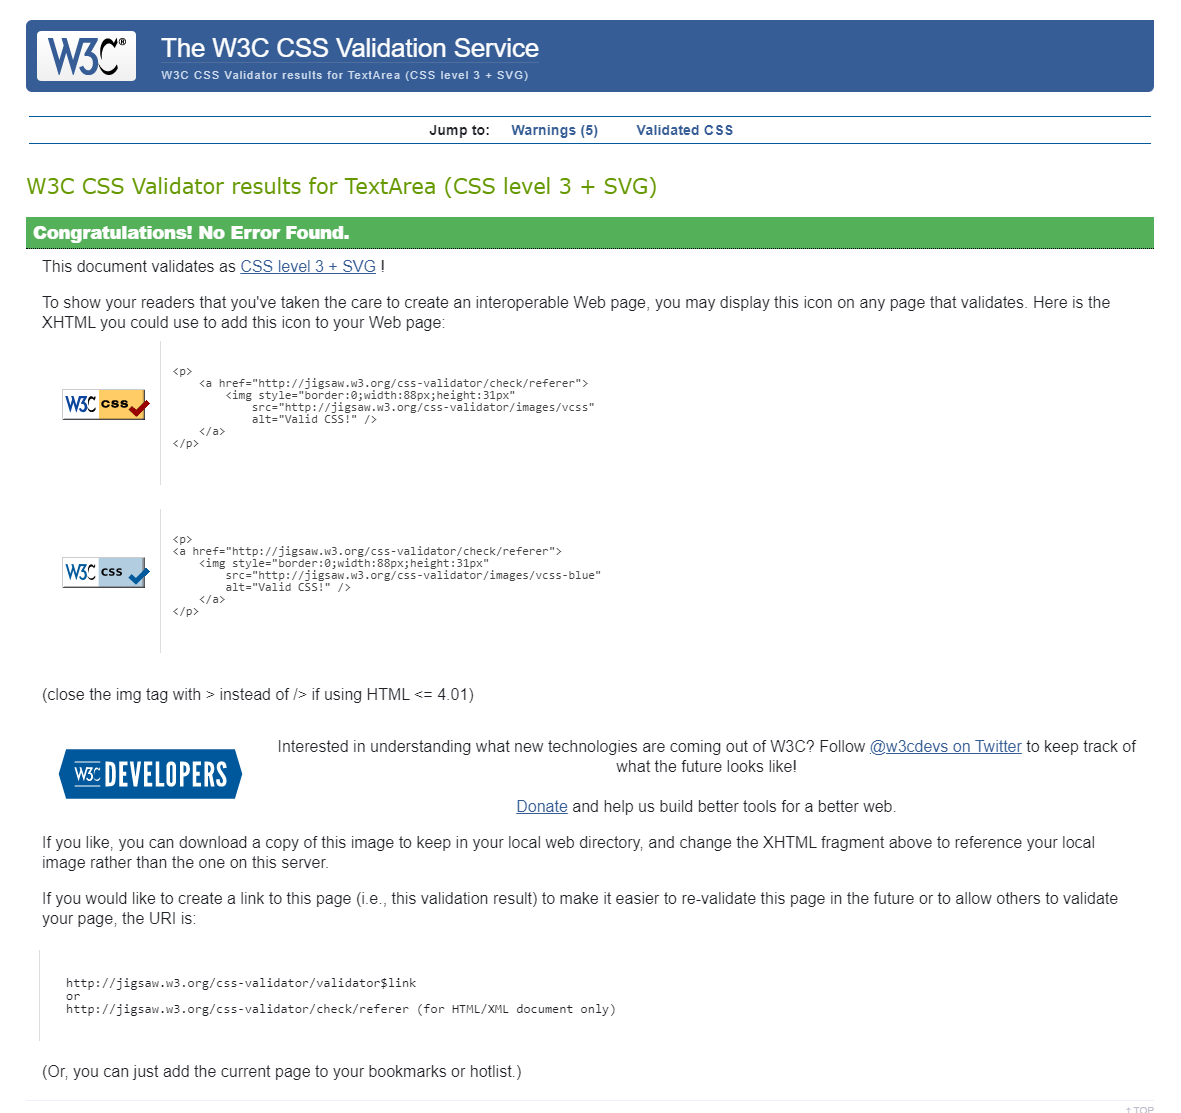 W3C®
The W3C CSS Validation Service
W3C CSS Validator results for TextArea (CSS level 3 + SVG)
Jump to: Warnings (5) Validated CSS
W3C CSS Validator results for TextArea (CSS level 3 + SVG)
Congratulations! No Error Found.
This document validates as CSS level 3 + SVG !
To show your readers that you've taken the care to create an interoperable Web page, you may display this icon on any page that validates. Here is the
XHTML you could use to add this icon to your Web page:
W3C css
<p>
    <a href="http://jigsaw.w3.org/css-validator/check/referer">
        <img style="border:0;width:88px;height:31px"
            src="http://jigsaw.w3.org/css-validator/images/vcss"
            alt="Valid CSS!" />
    </a>
</p>
W3C css
<p>
<a href="http://jigsaw.w3.org/css-validator/check/referer">
    <img style="border:0;width:88px;height:31px"
        src="http://jigsaw.w3.org/css-validator/images/vcss-blue"
        alt="Valid CSS!" />
    </a>
</p>
(close the img tag with > instead of /> if using HTML <= 4.01)
W3C DEVELOPERS
Interested in understanding what new technologies are coming out of W3C? Follow @w3cdevs on Twitter to keep track of
what the future looks like!
Donate and help us build better tools for a better web.
If you like, you can download a copy of this image to keep in your local web directory, and change the XHTML fragment above to reference your local
image rather than the one on this server.
If you would like to create a link to this page (i.e., this validation result) to make it easier to re-validate this page in the future or to allow others to validate
your page, the URI is:
http://jigsaw.w3.org/css-validator/validator$link
or
http://jigsaw.w3.org/css-validator/check/referer (for HTML/XML document only)
(Or, you can just add the current page to your bookmarks or hotlist.)
↑ TOP